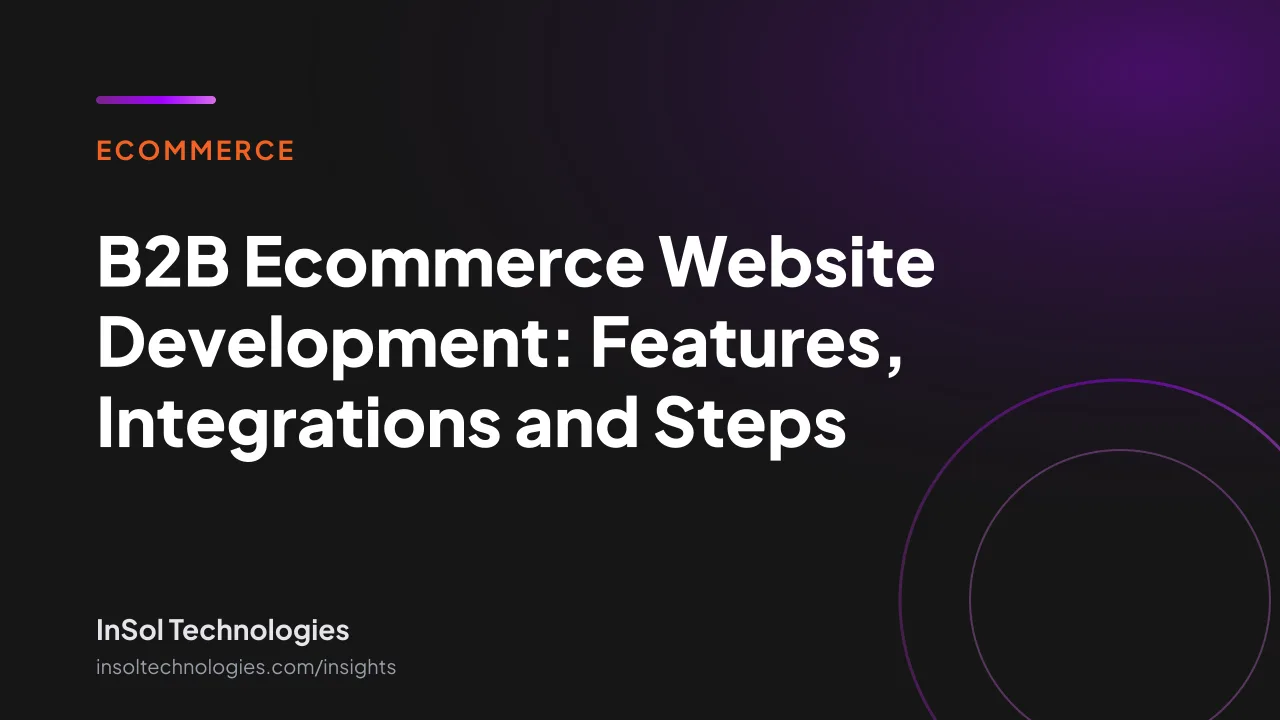 ECOMMERCE
B2B Ecommerce Website
Development: Features,
Integrations and Steps
InSol Technologies
insoltechnologies.com/insights